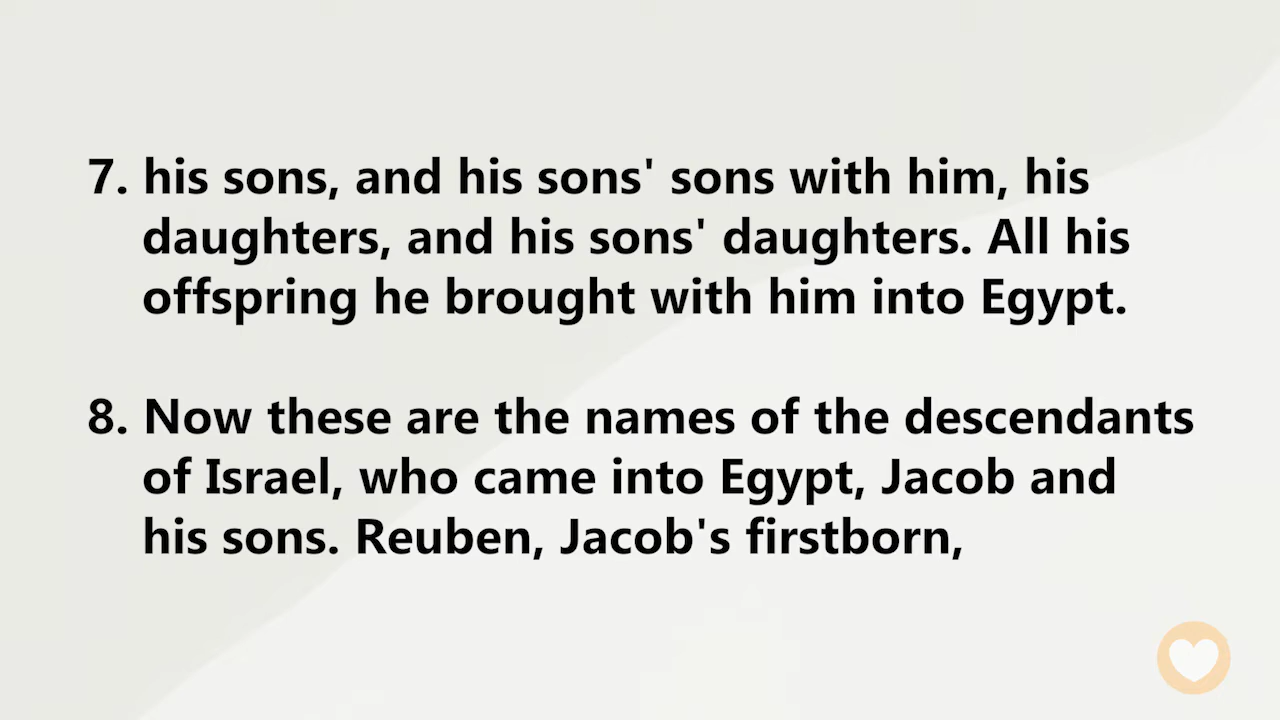 7. his sons, and his sons' sons with him, his
daughters, and his sons' daughters. All his
offspring he brought with him into Egypt.
8. Now these are the names of the descendants
of Israel, who came into Egypt, Jacob and
his sons. Reuben, Jacob's firstborn,